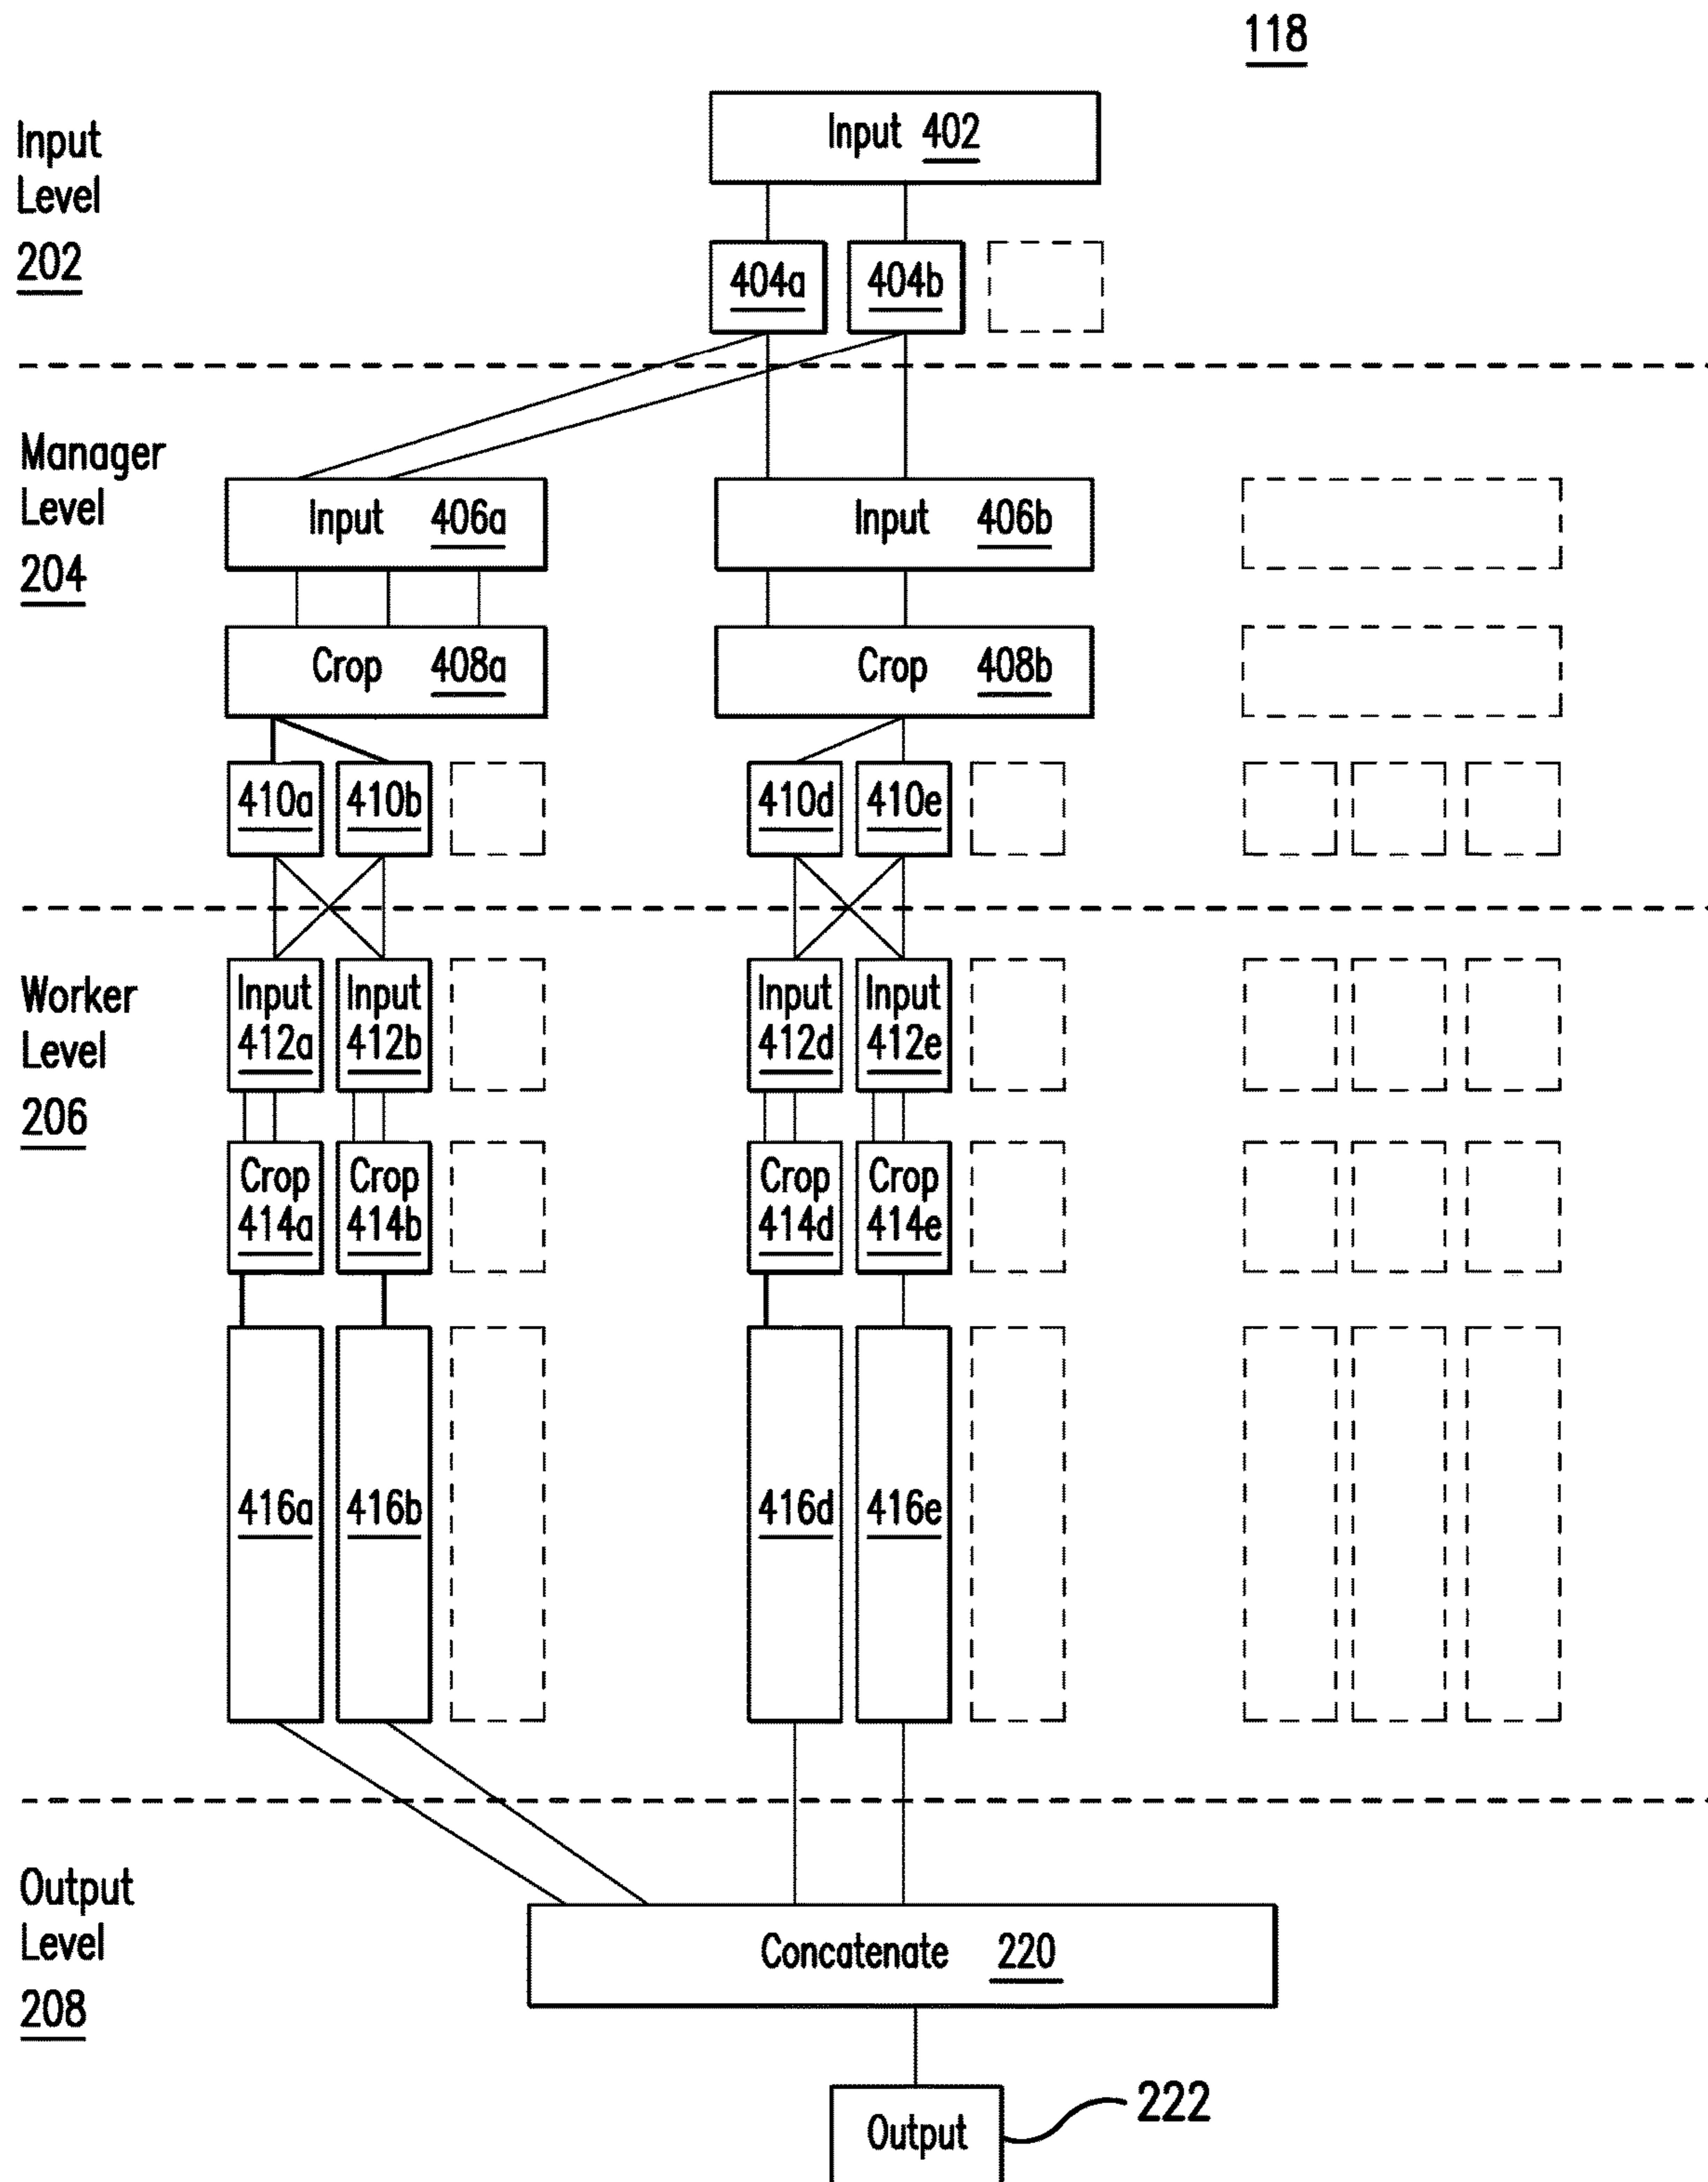 118
Input
Level
202
Input 402
404a 404b
Manager
Level
204
Input 406a Input 406b
Crop 408a Crop 408b
410a 410b 410d 410e
Worker
Level
206
Input Input Input Input
412a 412b 412d 412e
Crop Crop Crop Crop
414a 414b 414d 414e
416a 416b 416d 416e
Output
Level
208
Concatenate 220
Output 222